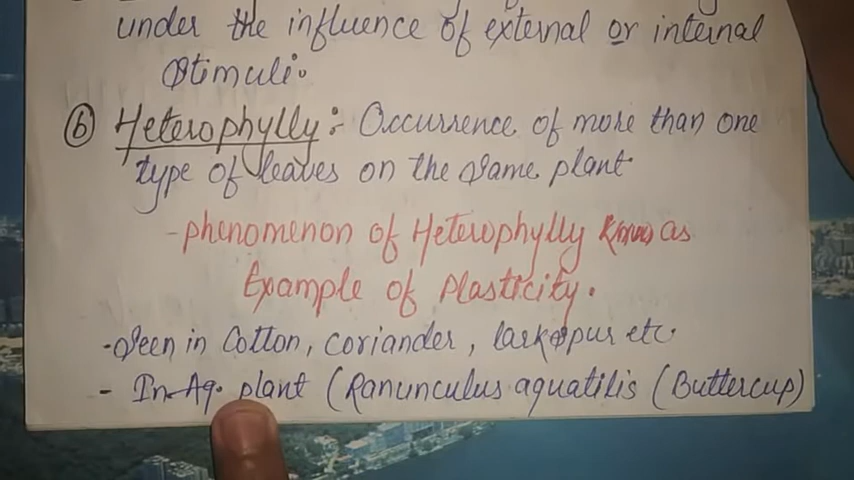 under the influence of external or internal
Stimuli.
⑥ Heterophylly :- Occurrence of more than one
type of leaves on the same plant
- phenomenon of Heterophylly known as
Example of Plasticity.
- Seen in Cotton, coriander, larkspur etc.
- In Aq. plant (Ranunculus aquatilis (Buttercup)